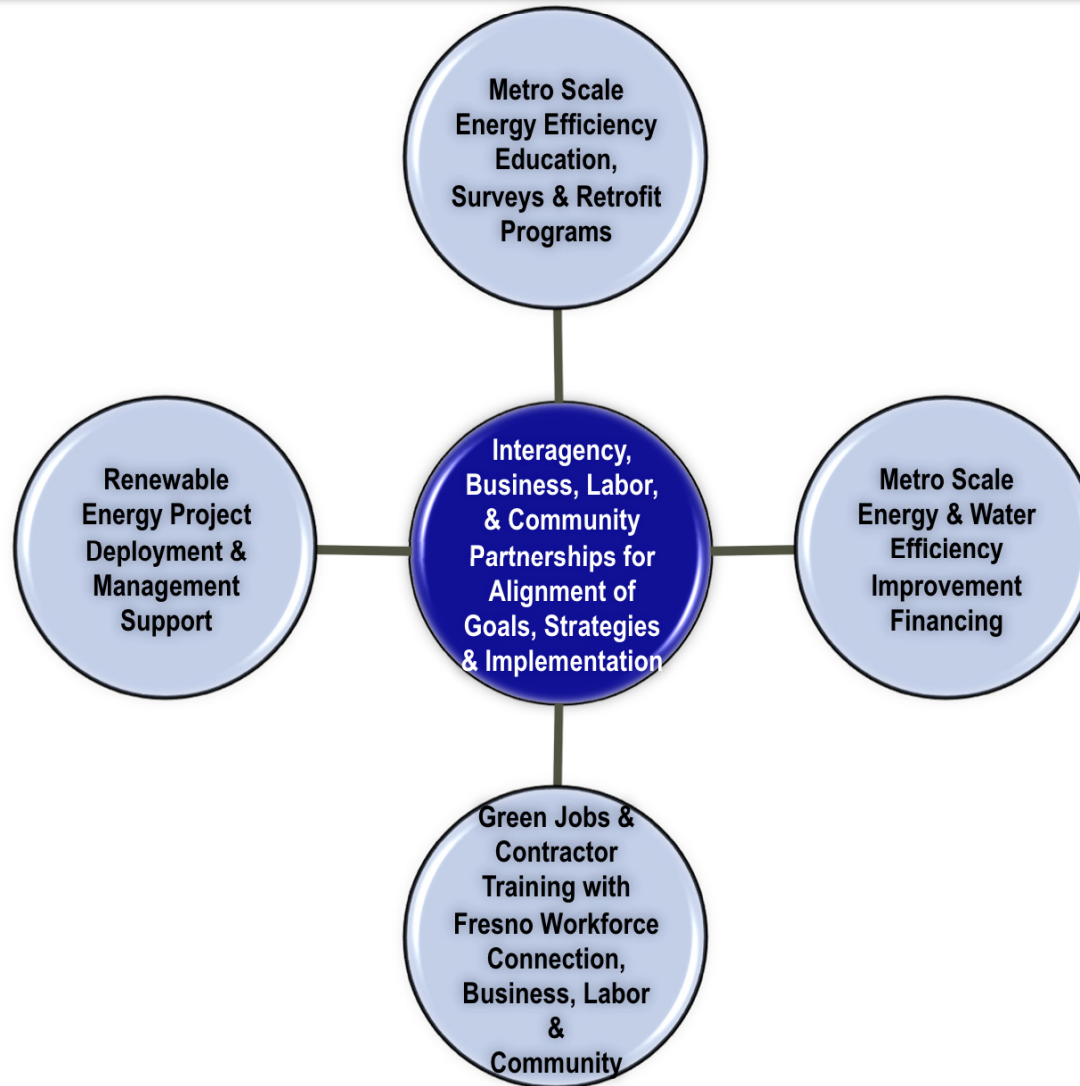 Metro Scale
Energy Efficiency
Education,
Surveys & Retrofit
Programs
Renewable
Energy Project
Deployment &
Management
Support
Interagency,
Business, Labor,
& Community
Partnerships for
Alignment of
Goals, Strategies
& Implementation
Metro Scale
Energy & Water
Efficiency
Improvement
Financing
Green Jobs &
Contractor
Training with
Fresno Workforce
Connection,
Business, Labor
&
Community